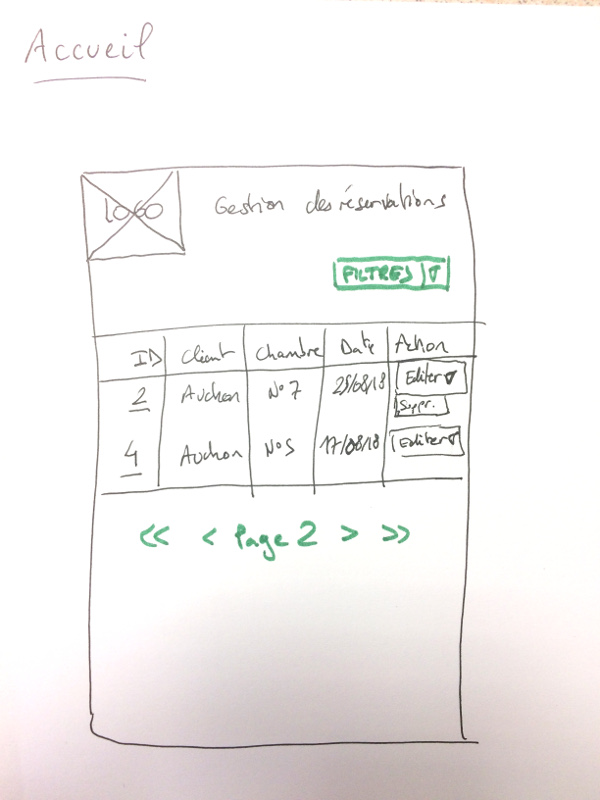 Accueil
LOGO
Gestion des réservations
FILTRES
ID Client Chambre Date Action
2 Auchan N°7 25/08/18 Editer
Suppr.
4 Auchan N°5 17/08/18 Editer
<< < Page 2 > >>